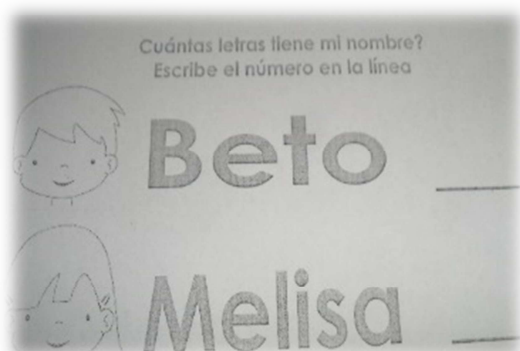 Cuántas letras tiene mi nombre?
Escribe el número en la línea
Beto
Melisa